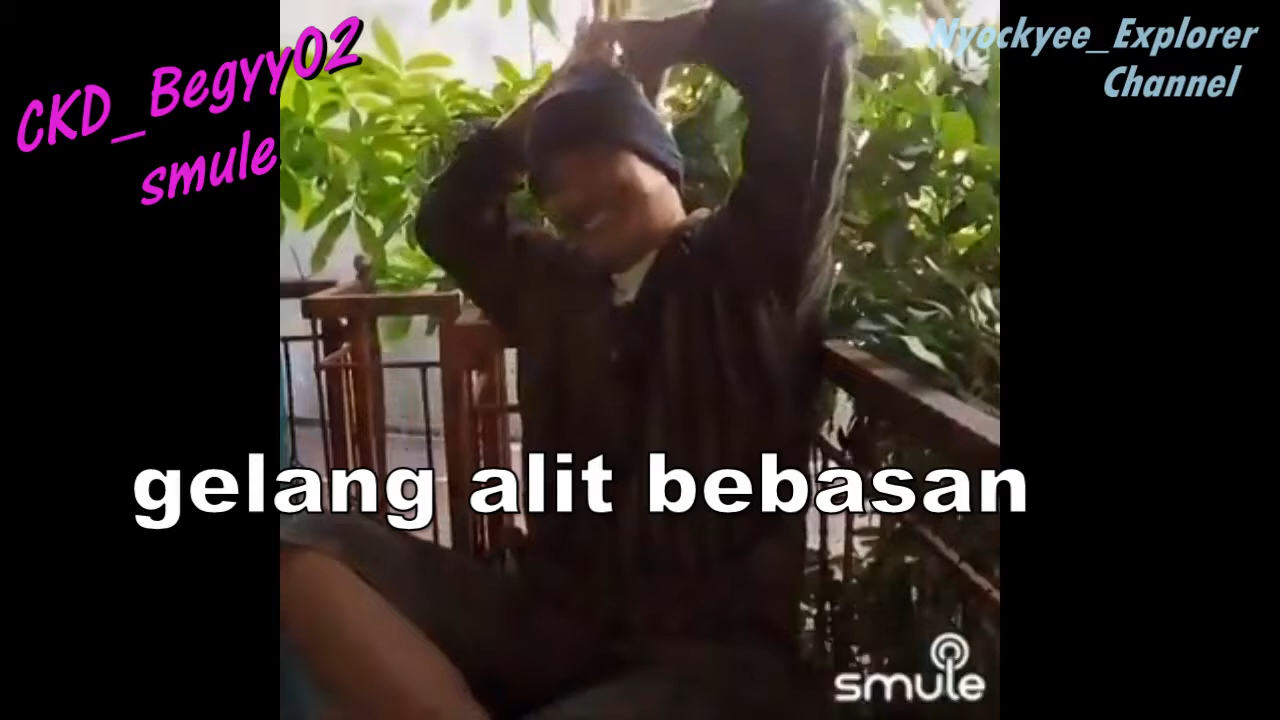 CKD_Begyy02
smule
Nyockyee_Explorer
Channel
gelang alit bebasan
smule